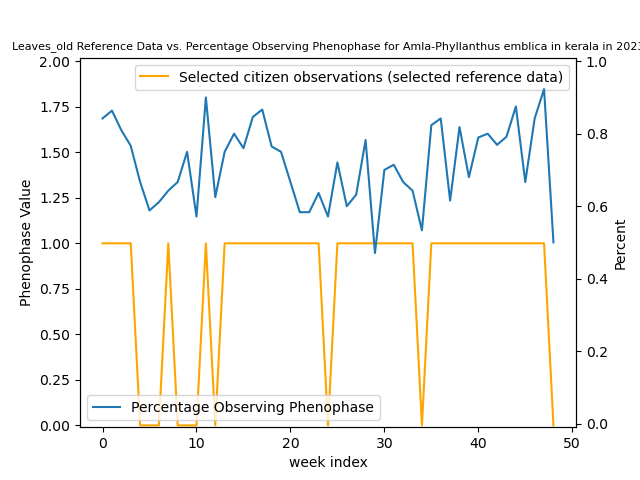 Leaves_old Reference Data vs. Percentage Observing Phenophase for Amla-Phyllanthus emblica in kerala in 2023
Selected citizen observations (selected reference data)
Percentage Observing Phenophase
Phenophase Value
2.00
1.75
1.50
1.25
1.00
0.75
0.50
0.25
0.00
0 10 20 30 40 50
week index
1.0
0.8
0.6
0.4
0.2
0.0
Percent